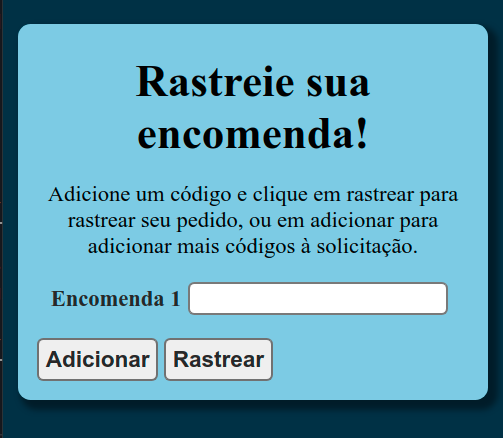 Rastreie sua
encomenda!
Adicione um código e clique em rastrear para
rastrear seu pedido, ou em adicionar para
adicionar mais códigos à solicitação.
Encomenda 1
Adicionar Rastrear